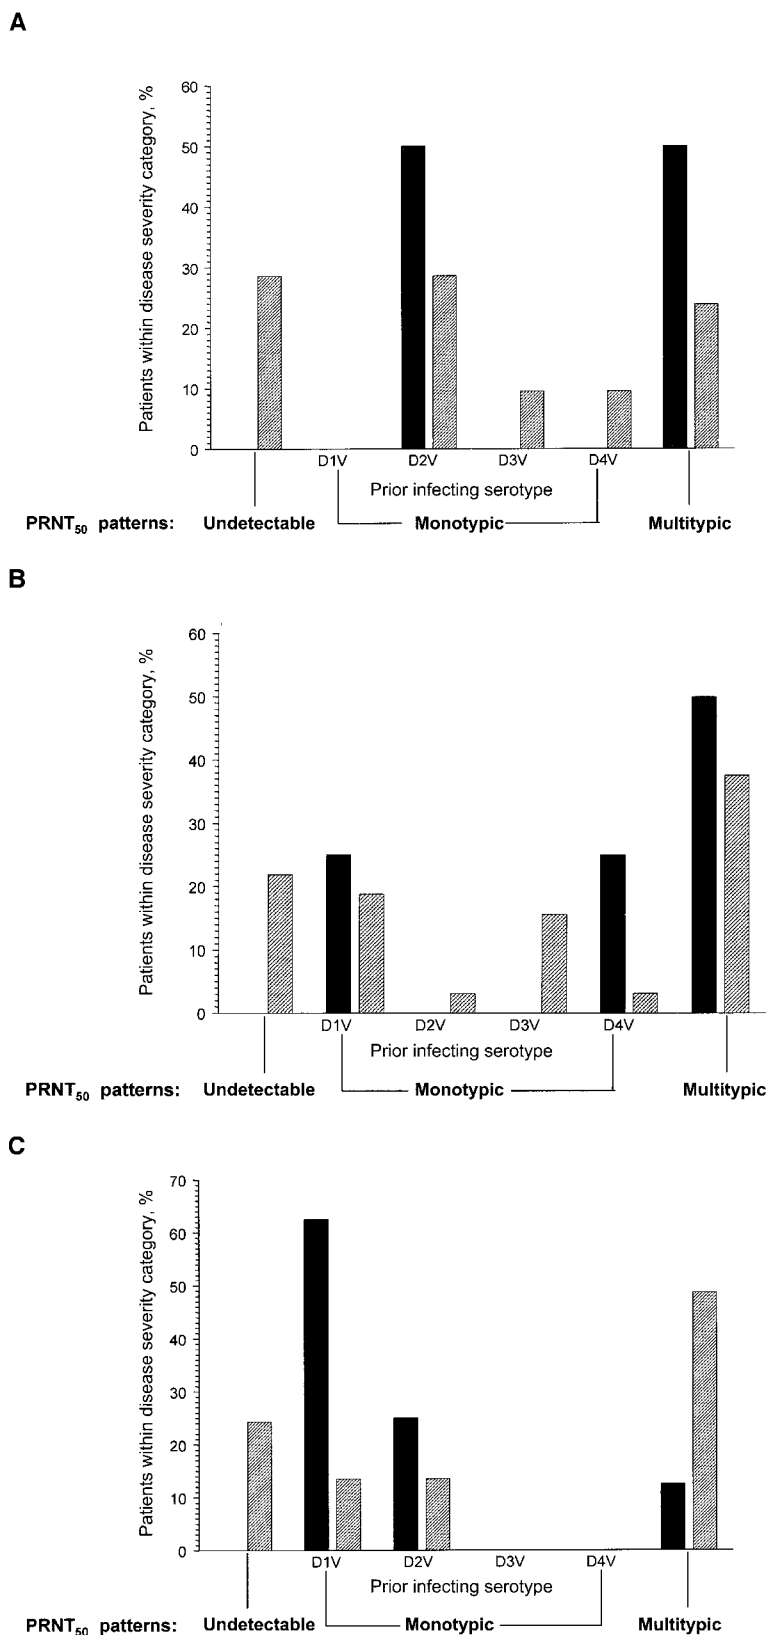 A
Patients within disease severity category, %
60
50
40
30
20
10
0
D1V D2V D3V D4V
Prior infecting serotype
PRNT50 patterns: Undetectable Monotypic Multitypic
B
Patients within disease severity category, %
60
50
40
30
20
10
0
D1V D2V D3V D4V
Prior infecting serotype
PRNT50 patterns: Undetectable Monotypic Multitypic
C
Patients within disease severity category, %
70
60
50
40
30
20
10
0
D1V D2V D3V D4V
Prior infecting serotype
PRNT50 patterns: Undetectable Monotypic Multitypic